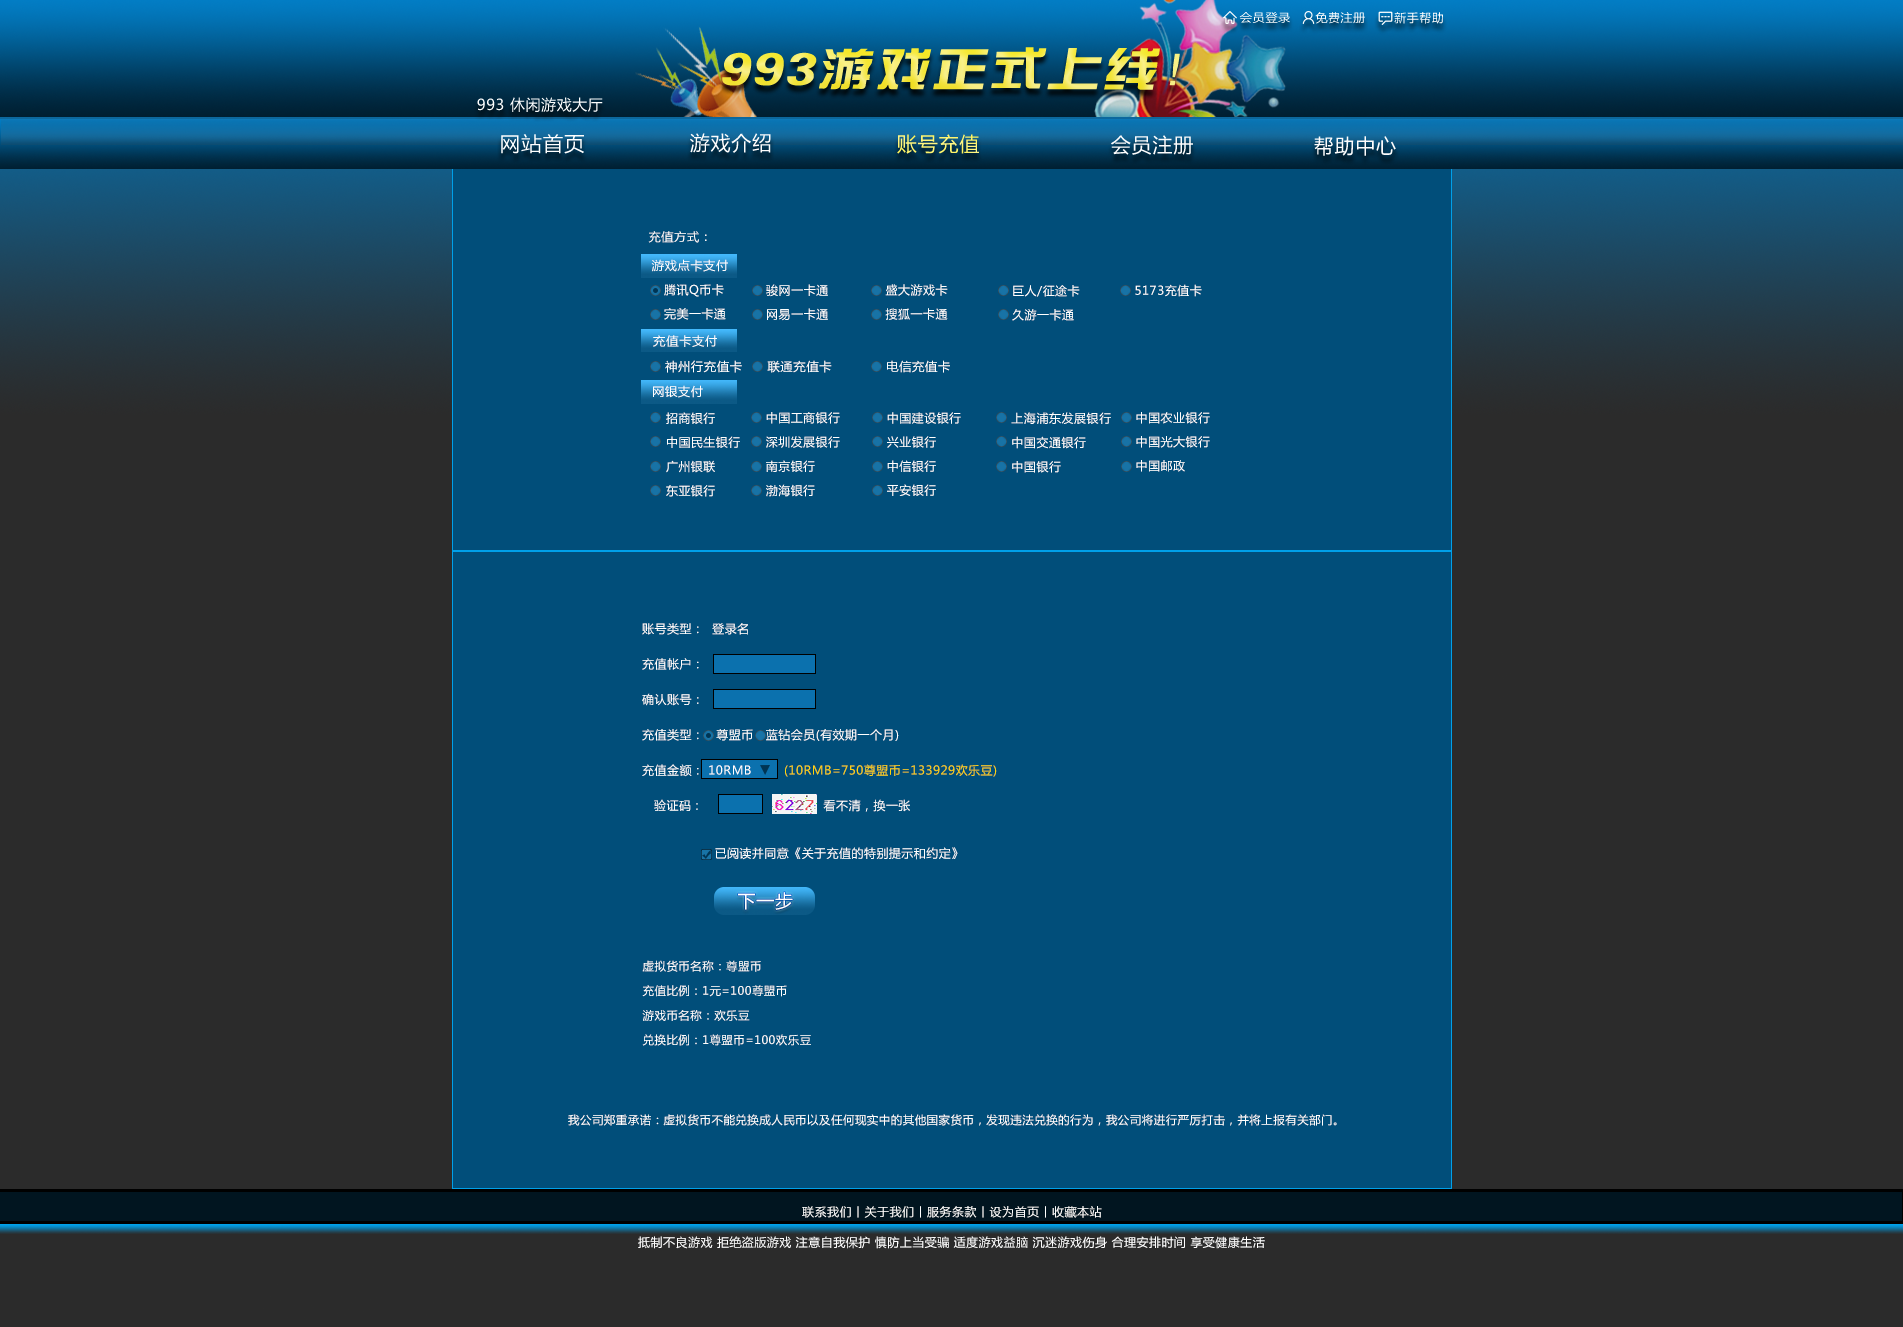 会员登录 免费注册 新手帮助
993游戏正式上线!
993 休闲游戏大厅
网站首页 游戏介绍 账号充值 会员注册 帮助中心
充值方式：
游戏点卡支付
腾讯Q币卡 骏网一卡通 盛大游戏卡 巨人/征途卡 5173充值卡
完美一卡通 网易一卡通 搜狐一卡通 久游一卡通
充值卡支付
神州行充值卡 联通充值卡 电信充值卡
网银支付
招商银行 中国工商银行 中国建设银行 上海浦东发展银行 中国农业银行
中国民生银行 深圳发展银行 兴业银行 中国交通银行 中国光大银行
广州银联 南京银行 中信银行 中国银行 中国邮政
东亚银行 渤海银行 平安银行
账号类型： 登录名
充值帐户：
确认账号：
充值类型： 尊盟币 蓝钻会员(有效期一个月)
充值金额： 10RMB ▼ (10RMB=750尊盟币=133929欢乐豆)
验证码： 6227 看不清，换一张
已阅读并同意《关于充值的特别提示和约定》
下一步
虚拟货币名称：尊盟币
充值比例：1元=100尊盟币
游戏币名称：欢乐豆
兑换比例：1尊盟币=100欢乐豆
我公司郑重承诺：虚拟货币不能兑换成人民币以及任何现实中的其他国家货币，发现违法兑换的行为，我公司将进行严厉打击，并将上报有关部门。
联系我们 | 关于我们 | 服务条款 | 设为首页 | 收藏本站
抵制不良游戏 拒绝盗版游戏 注意自我保护 慎防上当受骗 适度游戏益脑 沉迷游戏伤身 合理安排时间 享受健康生活